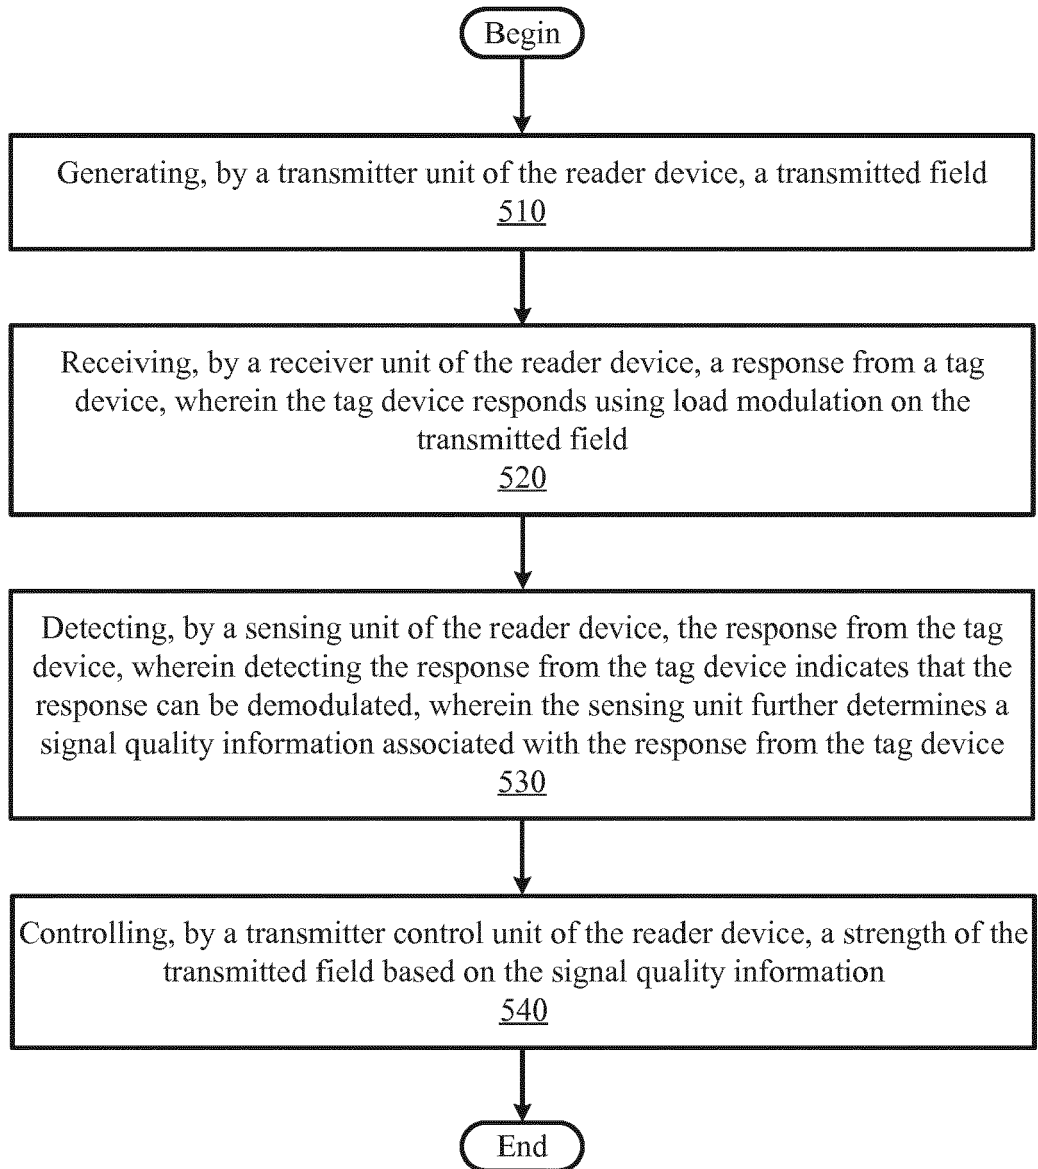 Begin
Generating, by a transmitter unit of the reader device, a transmitted field
510
Receiving, by a receiver unit of the reader device, a response from a tag
device, wherein the tag device responds using load modulation on the
transmitted field
520
Detecting, by a sensing unit of the reader device, the response from the tag
device, wherein detecting the response from the tag device indicates that the
response can be demodulated, wherein the sensing unit further determines a
signal quality information associated with the response from the tag device
530
Controlling, by a transmitter control unit of the reader device, a strength of the
transmitted field based on the signal quality information
540
End